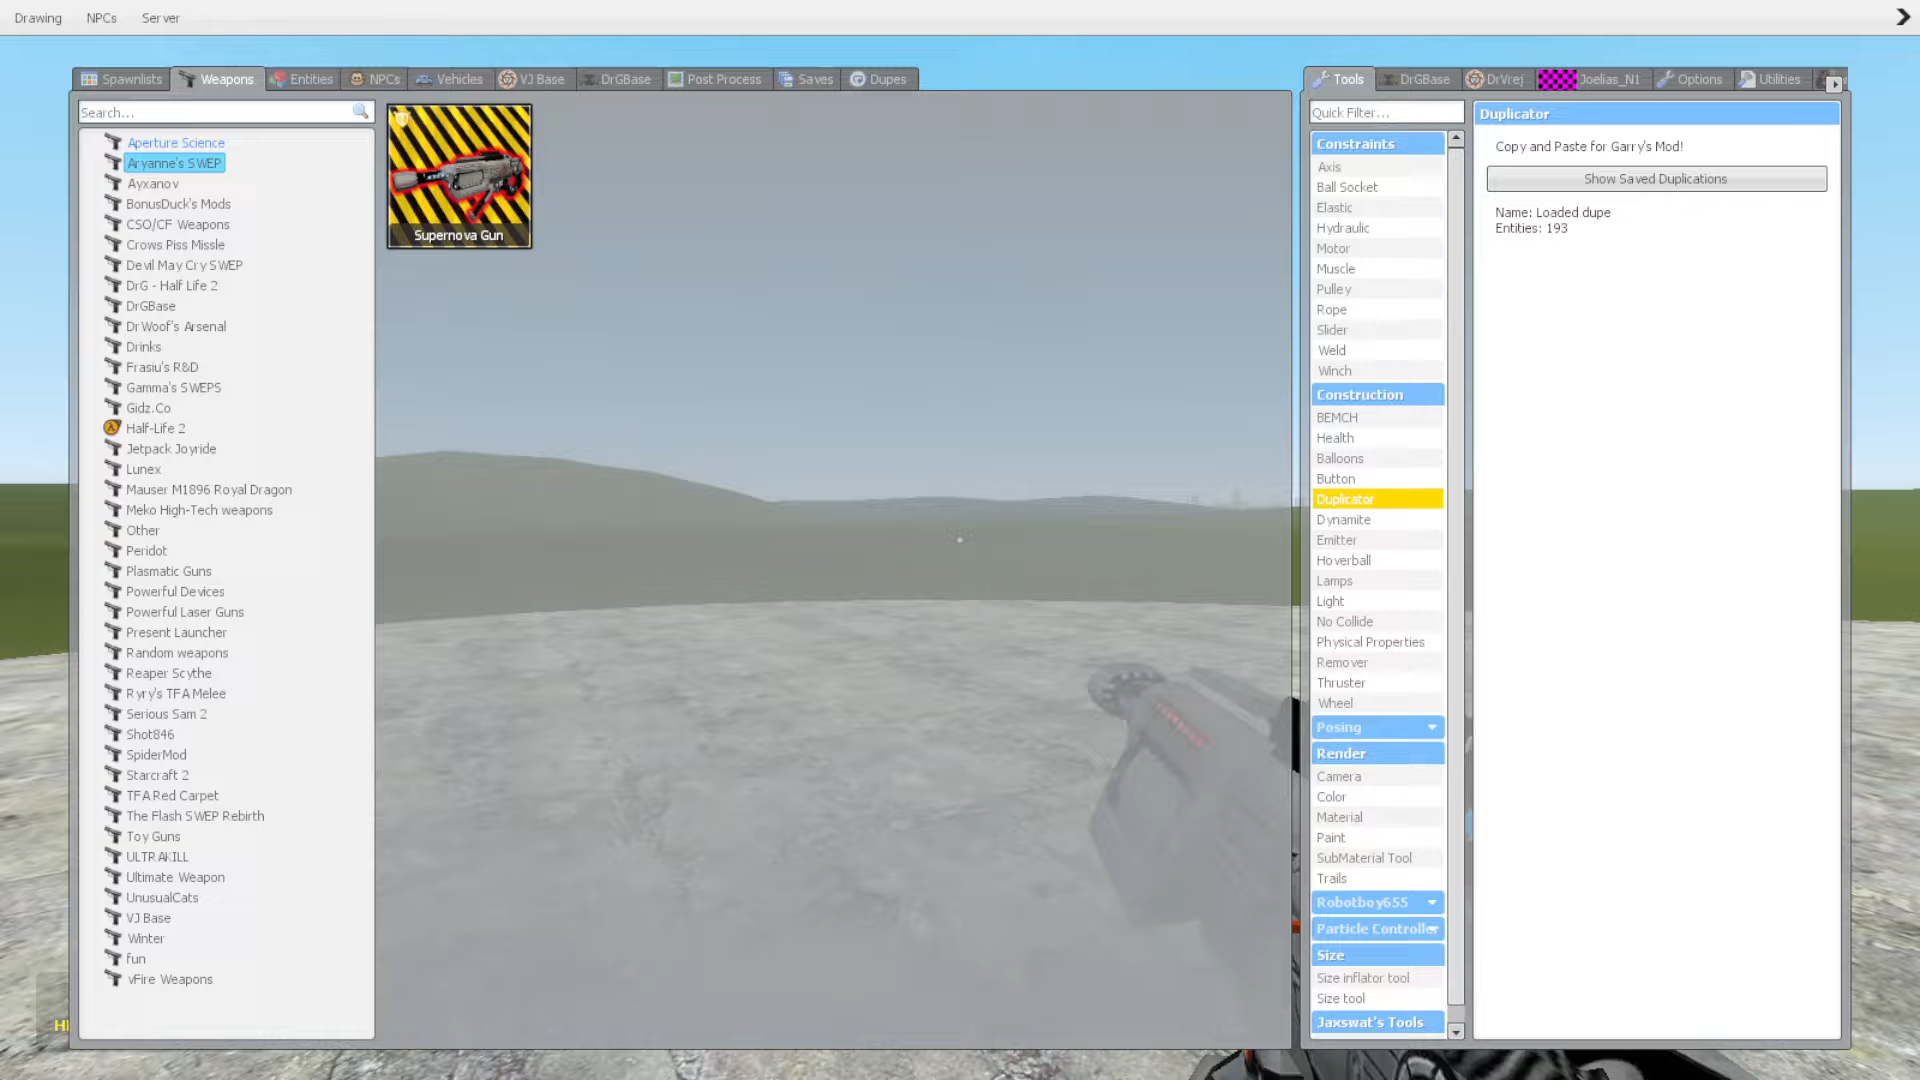 Drawing NPCs Server
Spawnlists Weapons Entities NPCs Vehicles VJ Base DrGBase Post Process Saves Dupes
Search...
Aperture Science
Aryanne's SWEP
Ayxanov
BonusDuck's Mods
CSO/CF Weapons
Crows Piss Missle
Devil May Cry SWEP
DrG - Half Life 2
DrGBase
DrWoof's Arsenal
Drinks
Frasiu's R&D
Gamma's SWEPS
Gidz.Co
Half-Life 2
Jetpack Joyride
Lunex
Mauser M1896 Royal Dragon
Meko High-Tech weapons
Other
Peridot
Plasmatic Guns
Powerful Devices
Powerful Laser Guns
Present Launcher
Random weapons
Reaper Scythe
Ryry's TFA Melee
Serious Sam 2
Shot846
SpiderMod
Starcraft 2
TFA Red Carpet
The Flash SWEP Rebirth
Toy Guns
ULTRAKILL
Ultimate Weapon
UnusualCats
VJ Base
Winter
fun
vFire Weapons
Supernova Gun
Tools DrGBase DrVrej Joelias_N1 Options Utilities
Quick Filter...
Constraints
Axis
Ball Socket
Elastic
Hydraulic
Motor
Muscle
Pulley
Rope
Slider
Weld
Winch
Construction
BEMCH
Health
Balloons
Button
Duplicator
Dynamite
Emitter
Hoverball
Lamps
Light
No Collide
Physical Properties
Remover
Thruster
Wheel
Posing
Render
Camera
Color
Material
Paint
SubMaterial Tool
Trails
Robotboy655
Particle Controller
Size
Size inflator tool
Size tool
Jaxswat's Tools
Duplicator
Copy and Paste for Garry's Mod!
Show Saved Duplications
Name: Loaded dupe
Entities: 193